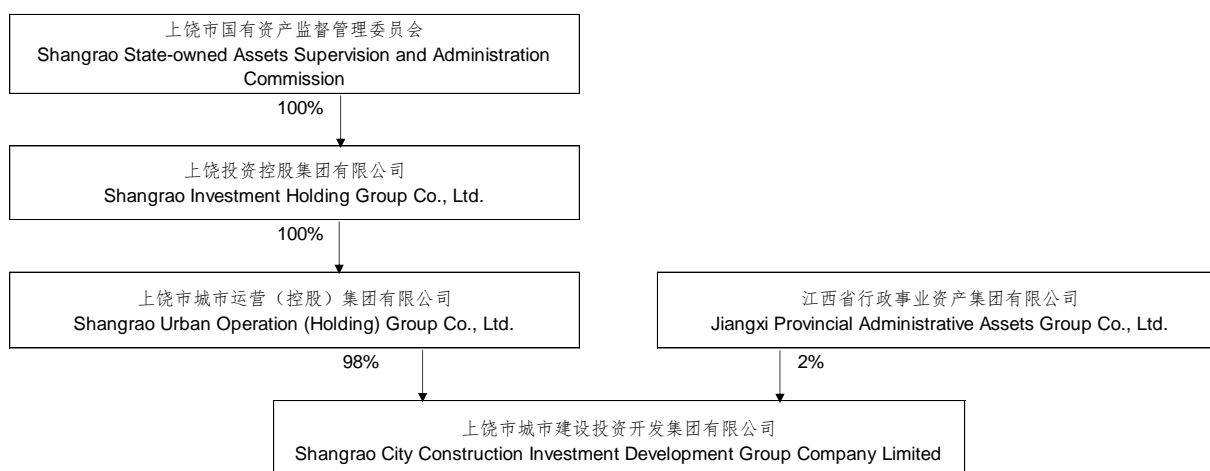 上饶市国有资产监督管理委员会
Shangrao State-owned Assets Supervision and Administration
Commission
100%
上饶投资控股集团有限公司
Shangrao Investment Holding Group Co., Ltd.
100%
上饶市城市运营（控股）集团有限公司
Shangrao Urban Operation (Holding) Group Co., Ltd.
江西省行政事业资产集团有限公司
Jiangxi Provincial Administrative Assets Group Co., Ltd.
98%
2%
上饶市城市建设投资开发集团有限公司
Shangrao City Construction Investment Development Group Company Limited